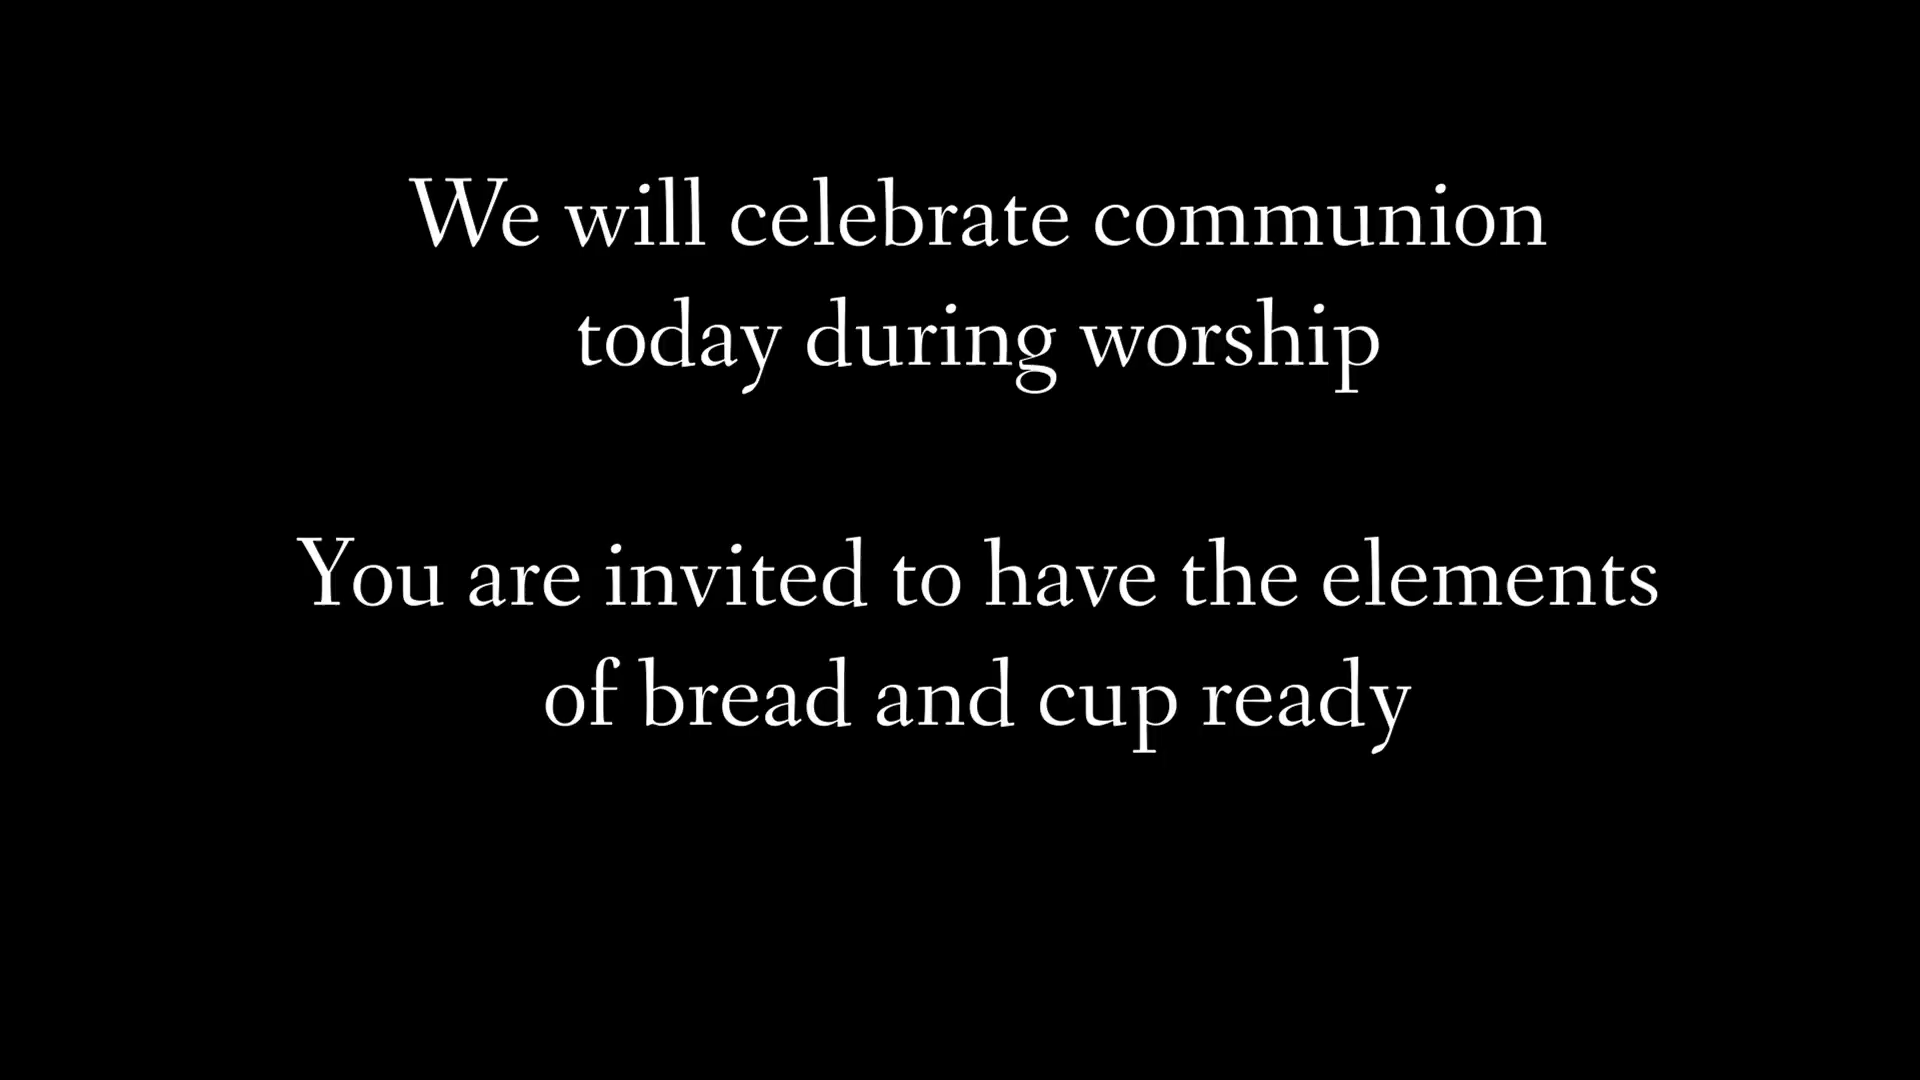 We will celebrate communion
today during worship
You are invited to have the elements
of bread and cup ready